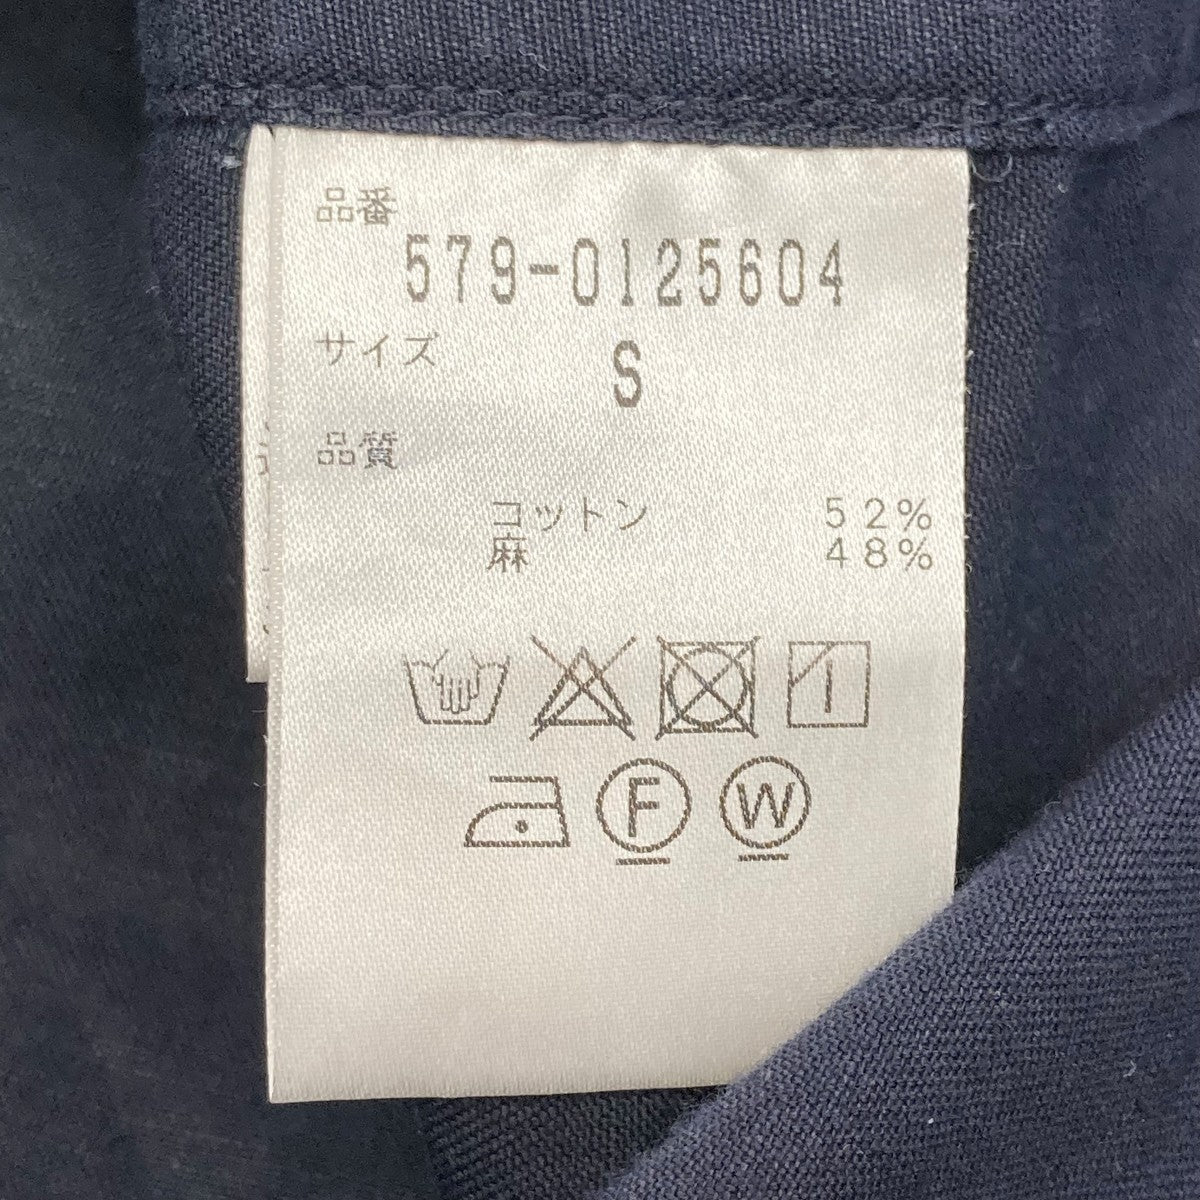 品番
579-0125604
サイズ
S
品質
コットン 52%
麻 48%
F W